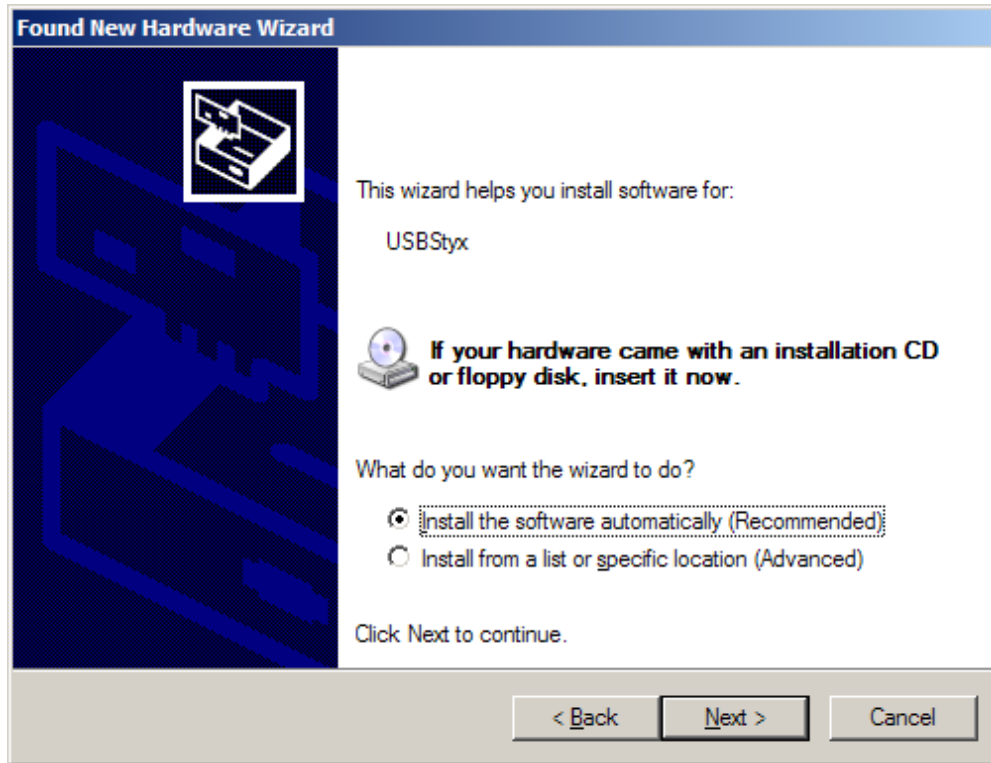 Found New Hardware Wizard
This wizard helps you install software for:
USBStyx
If your hardware came with an installation CD
or floppy disk, insert it now.
What do you want the wizard to do?
Install the software automatically (Recommended)
Install from a list or specific location (Advanced)
Click Next to continue.
< Back
Next >
Cancel